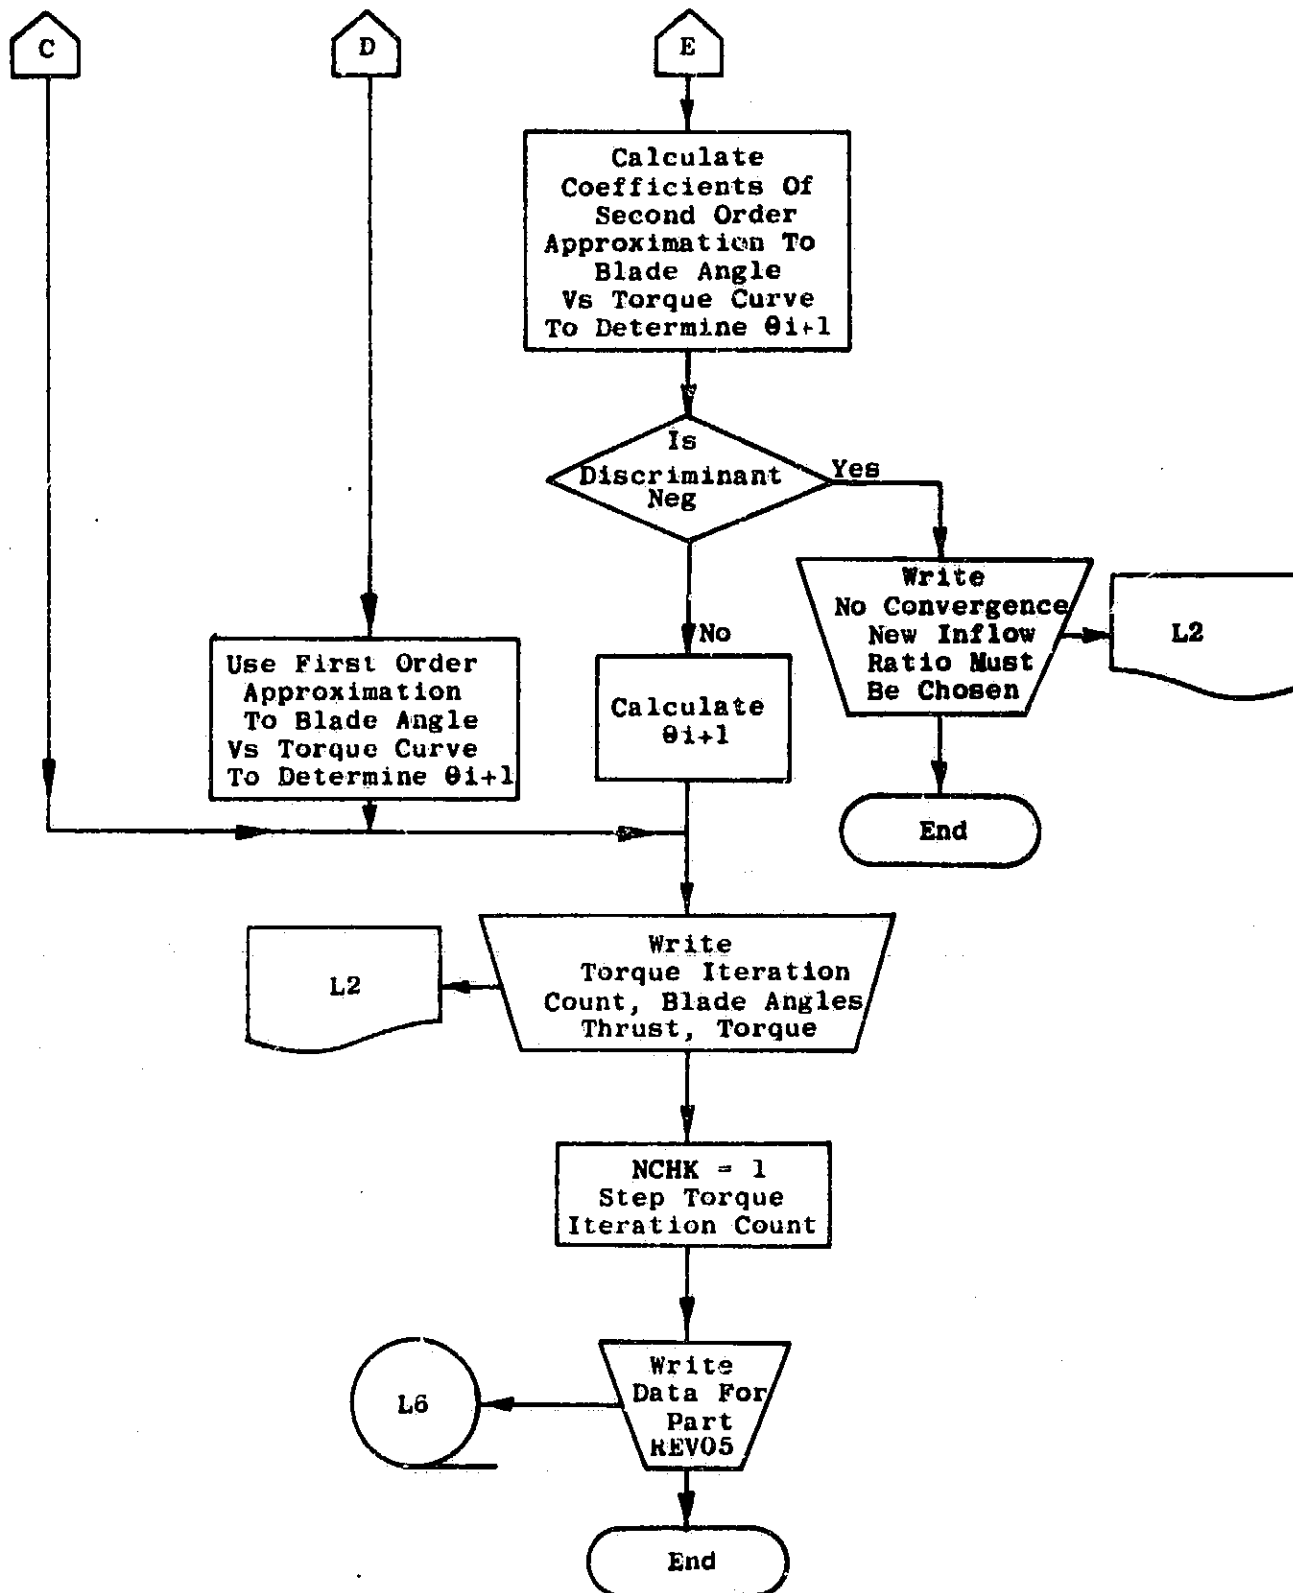 C
D
E
Calculate
Coefficients Of
Second Order
Approximation To
Blade Angle
Vs Torque Curve
To Determine θi+1
Is
Discriminant
Neg
Yes
No
Write
No Convergence
New Inflow
Ratio Must
Be Chosen
L2
End
Use First Order
Approximation
To Blade Angle
Vs Torque Curve
To Determine θi+1
Calculate
θi+1
Write
Torque Iteration
Count, Blade Angles
Thrust, Torque
L2
NCHK = 1
Step Torque
Iteration Count
Write
Data For
Part
REV05
L6
End